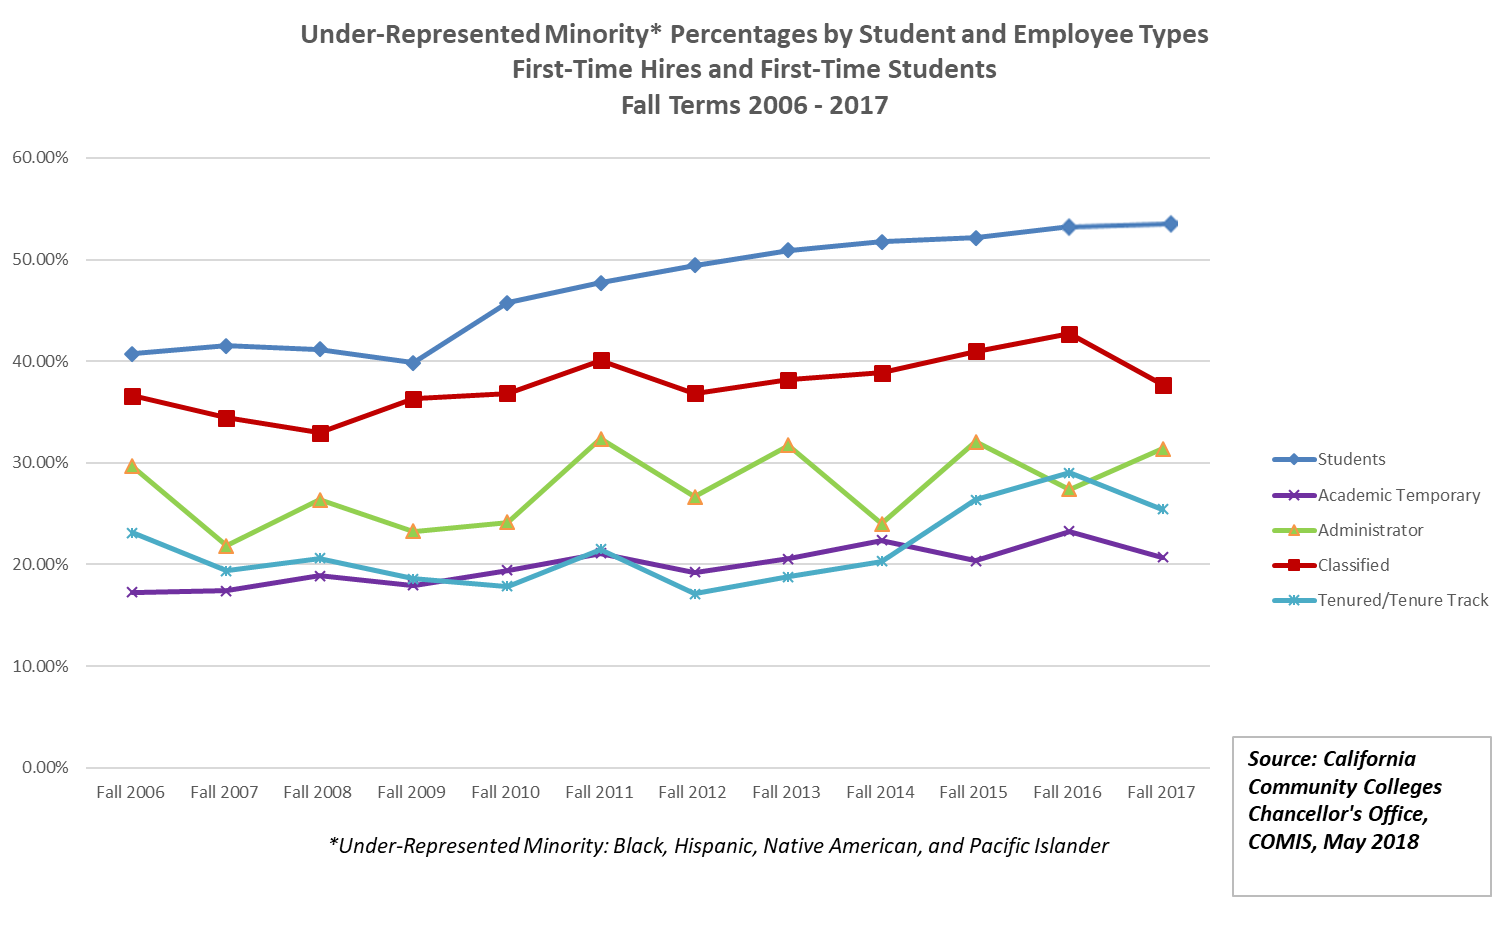 Under-Represented Minority* Percentages by Student and Employee Types
First-Time Hires and First-Time Students
Fall Terms 2006 - 2017
60.00%
50.00%
40.00%
30.00%
20.00%
10.00%
0.00%
Fall 2006
Fall 2007
Fall 2008
Fall 2009
Fall 2010
Fall 2011
Fall 2012
Fall 2013
Fall 2014
Fall 2015
Fall 2016
Fall 2017
Students
Academic Temporary
Administrator
Classified
Tenured/Tenure Track
Source: California
Community Colleges
Chancellor's Office,
COMIS, May 2018
*Under-Represented Minority: Black, Hispanic, Native American, and Pacific Islander